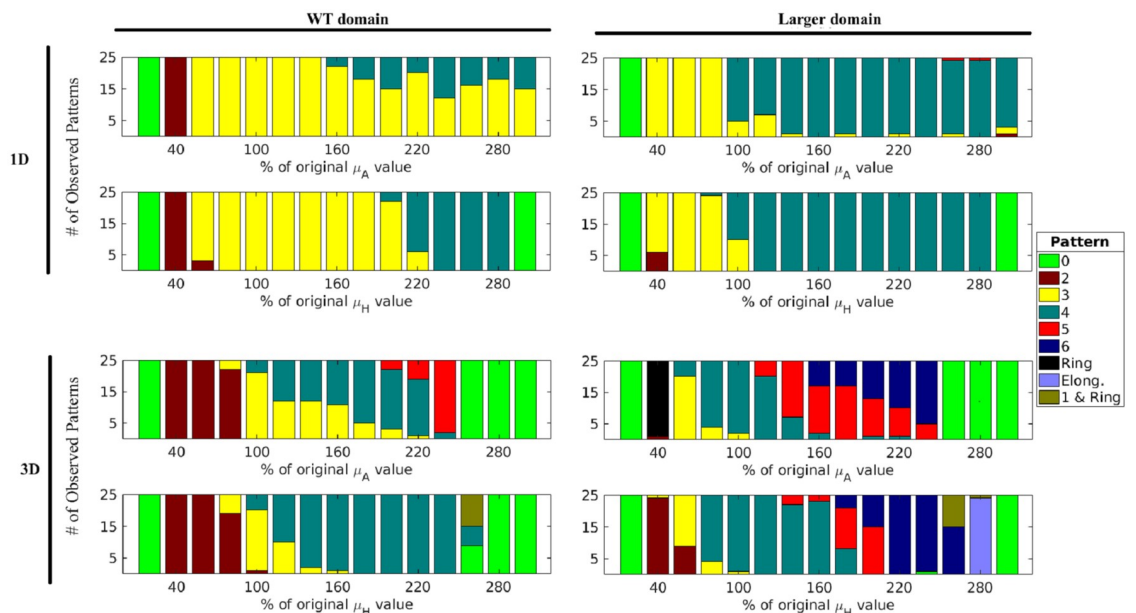 WT domain
Larger domain
1D
# of Observed Patterns
25
15
5
40 100 160 220 280
% of original μA value
25
15
5
40 100 160 220 280
% of original μA value
25
15
5
40 100 160 220 280
% of original μH value
25
15
5
40 100 160 220 280
% of original μH value
Pattern
0
2
3
4
5
6
Ring
Elong.
1 & Ring
3D
# of Observed Patterns
25
15
5
40 100 160 220 280
% of original μA value
25
15
5
40 100 160 220 280
% of original μA value
25
15
5
40 100 160 220 280
% of original μH value
25
15
5
40 100 160 220 280
% of original μH value